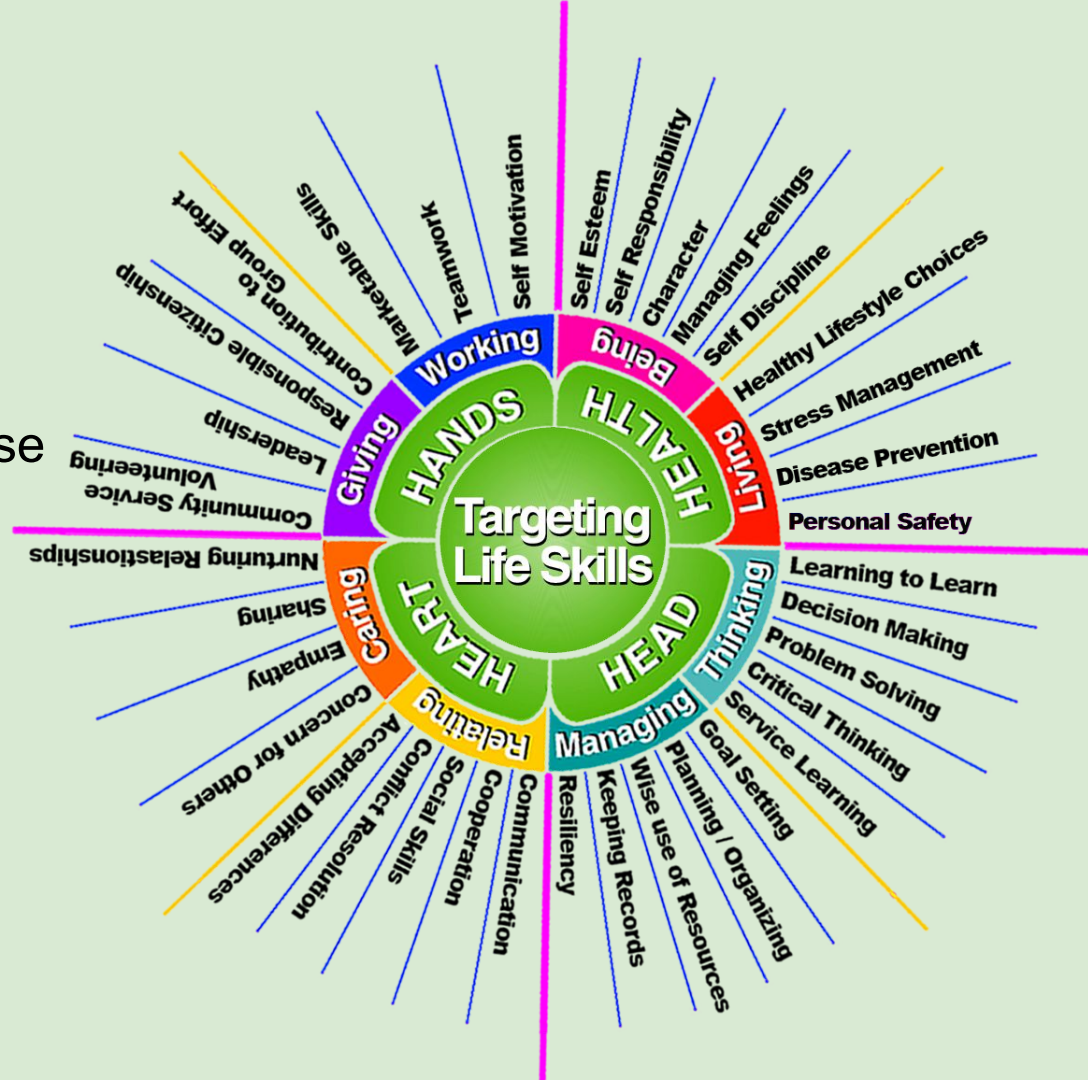 Targeting
Life Skills
HEAD
HEART
HANDS
HEALTH
Being
Self Esteem
Self Responsibility
Character
Managing Feelings
Self Discipline
Living
Healthy Lifestyle Choices
Stress Management
Disease Prevention
Personal Safety
Thinking
Learning to Learn
Decision Making
Problem Solving
Critical Thinking
Service Learning
Managing
Goal Setting
Planning / Organizing
Wise use of Resources
Keeping Records
Resiliency
Relating
Communication
Cooperation
Social Skills
Conflict Resolution
Accepting Differences
Caring
Concern for Others
Empathy
Sharing
Nurturing Relastionships
Giving
Community Service
Volunteering
Leadership
Responsible Citizenship
Contribution to
Group Effort
Working
Marketable Skills
Teamwork
Self Motivation
se